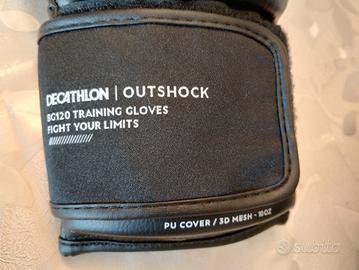 DECATHLON | OUTSHOCK
BG120 TRAINING GLOVES
FIGHT YOUR LIMITS
PU COVER / 3D MESH - 10OZ
subito